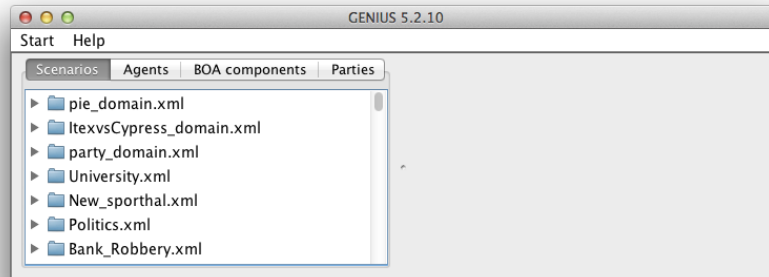 GENIUS 5.2.10
Start Help
Scenarios Agents BOA components Parties
pie_domain.xml
ItexvsCypress_domain.xml
party_domain.xml
University.xml
New_sporthal.xml
Politics.xml
Bank_Robbery.xml